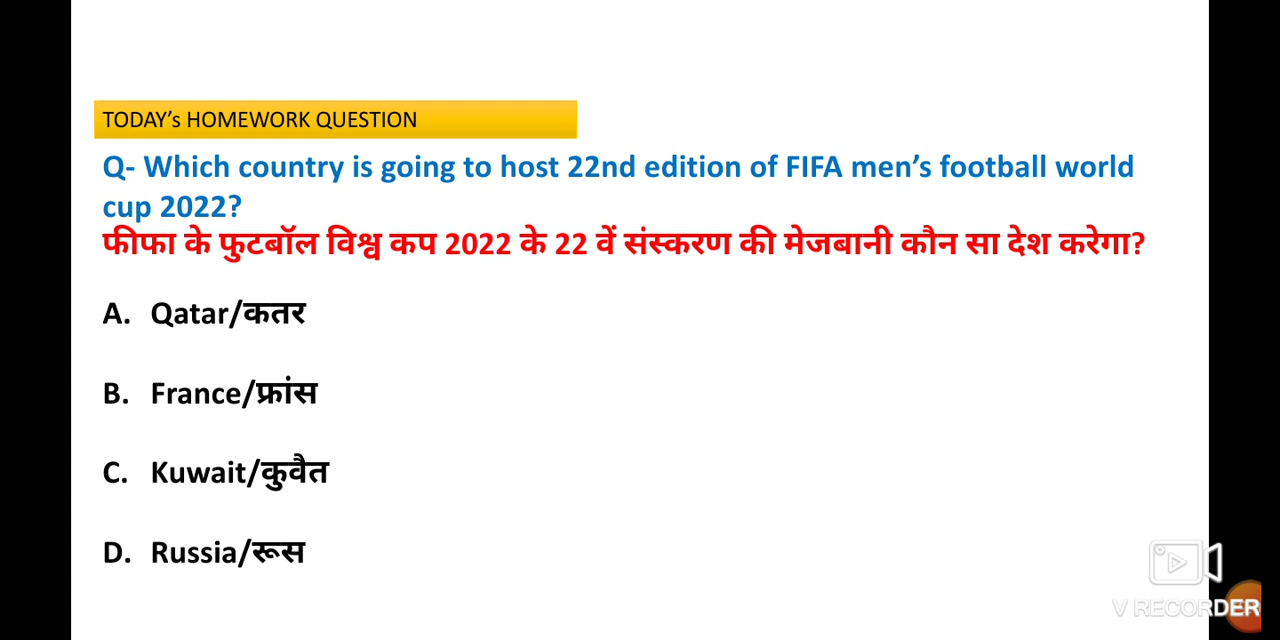 TODAY’s HOMEWORK QUESTION
Q- Which country is going to host 22nd edition of FIFA men’s football world
cup 2022?
फीफा के फुटबॉल विश्व कप 2022 के 22 वें संस्करण की मेजबानी कौन सा देश करेगा?
A. Qatar/कतर
B. France/फ्रांस
C. Kuwait/कुवैत
D. Russia/रूस
V RECORDER